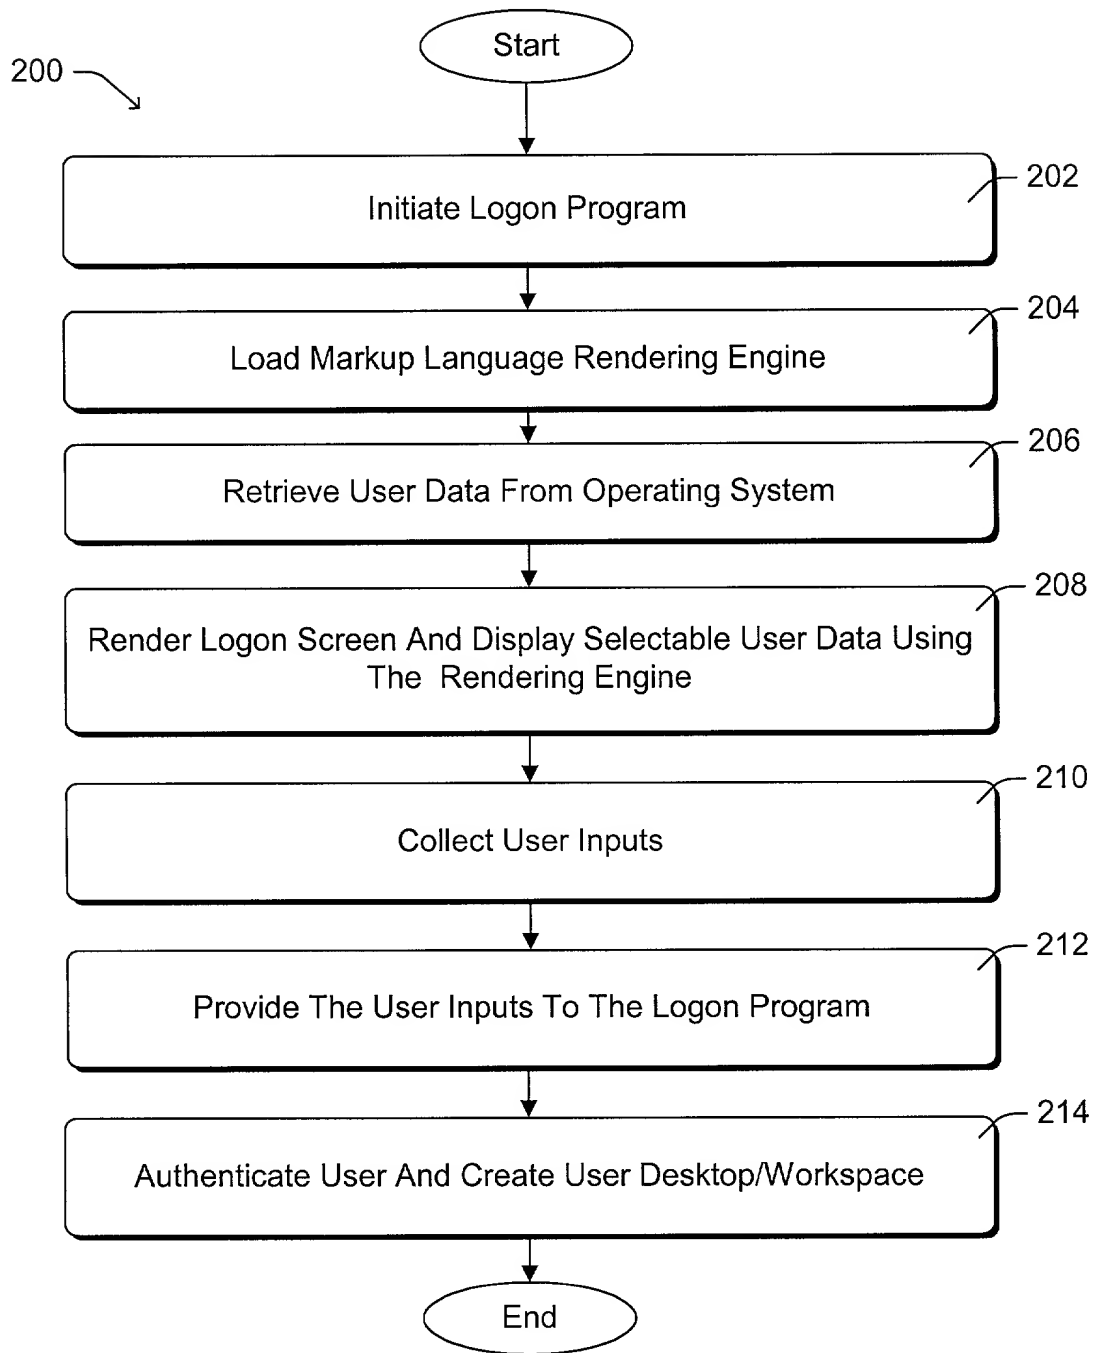 Start
200
202
Initiate Logon Program
204
Load Markup Language Rendering Engine
206
Retrieve User Data From Operating System
208
Render Logon Screen And Display Selectable User Data Using
The Rendering Engine
210
Collect User Inputs
212
Provide The User Inputs To The Logon Program
214
Authenticate User And Create User Desktop/Workspace
End